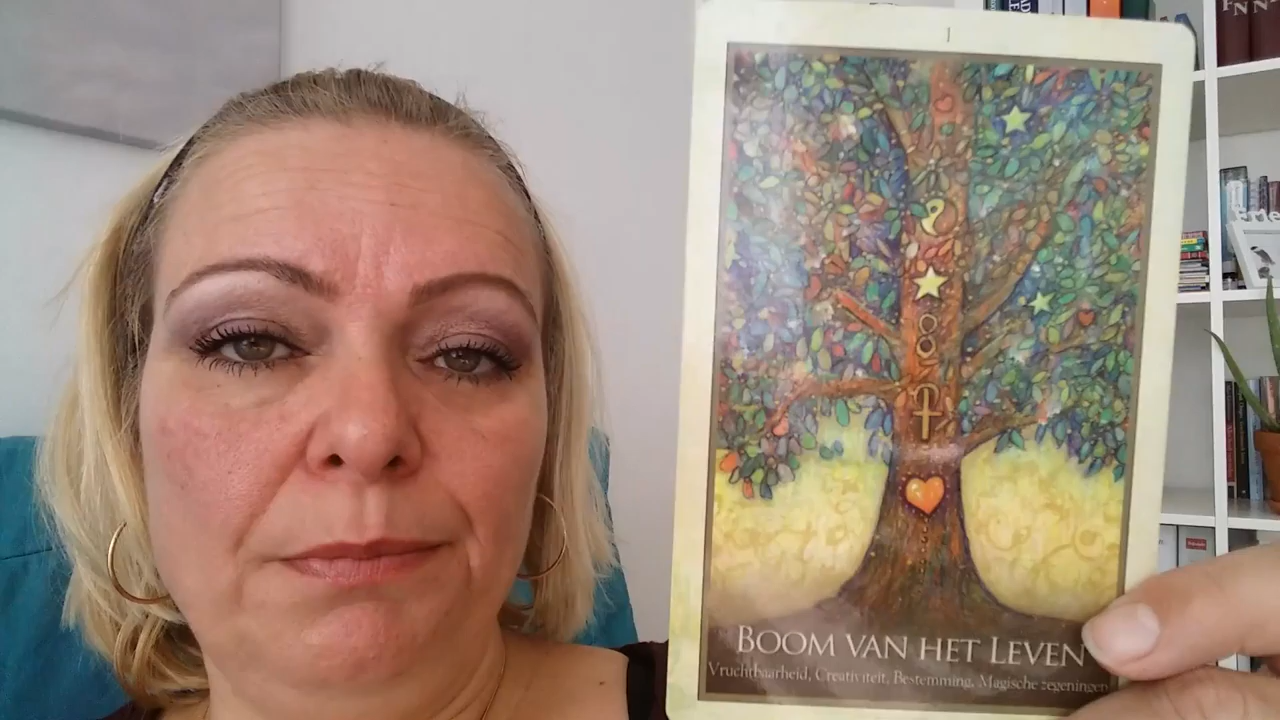 I
BOOM VAN HET LEVEN
Vruchtbaarheid, Creativiteit, Bestemming, Magische zegeningen